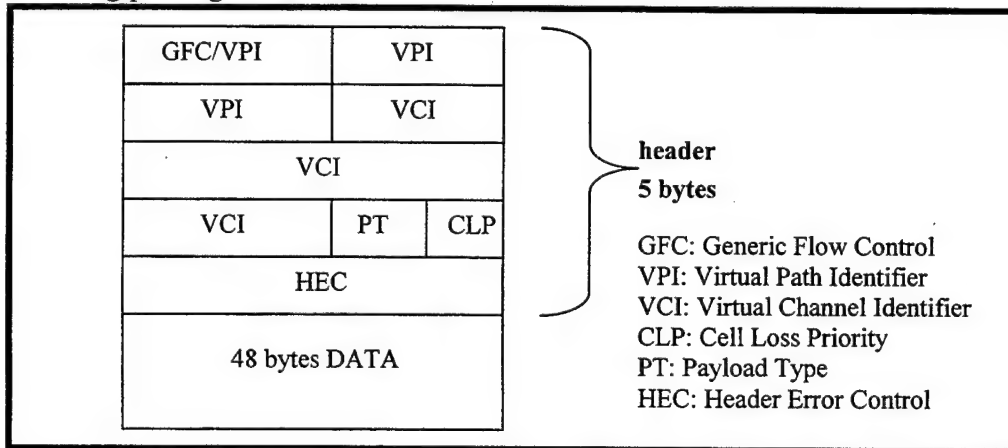 GFC/VPI VPI
VPI VCI
VCI
VCI PT CLP
HEC
48 bytes DATA
header
5 bytes
GFC: Generic Flow Control
VPI: Virtual Path Identifier
VCI: Virtual Channel Identifier
CLP: Cell Loss Priority
PT: Payload Type
HEC: Header Error Control